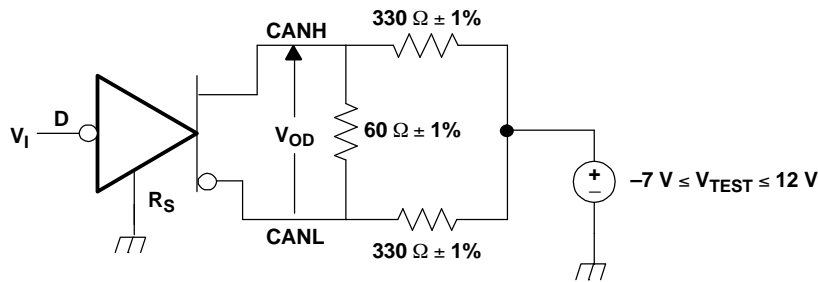 CANH
330 Ω ± 1%
D
V_I
V_OD
60 Ω ± 1%
+
–
–7 V ≤ V_TEST ≤ 12 V
R_S
CANL
330 Ω ± 1%